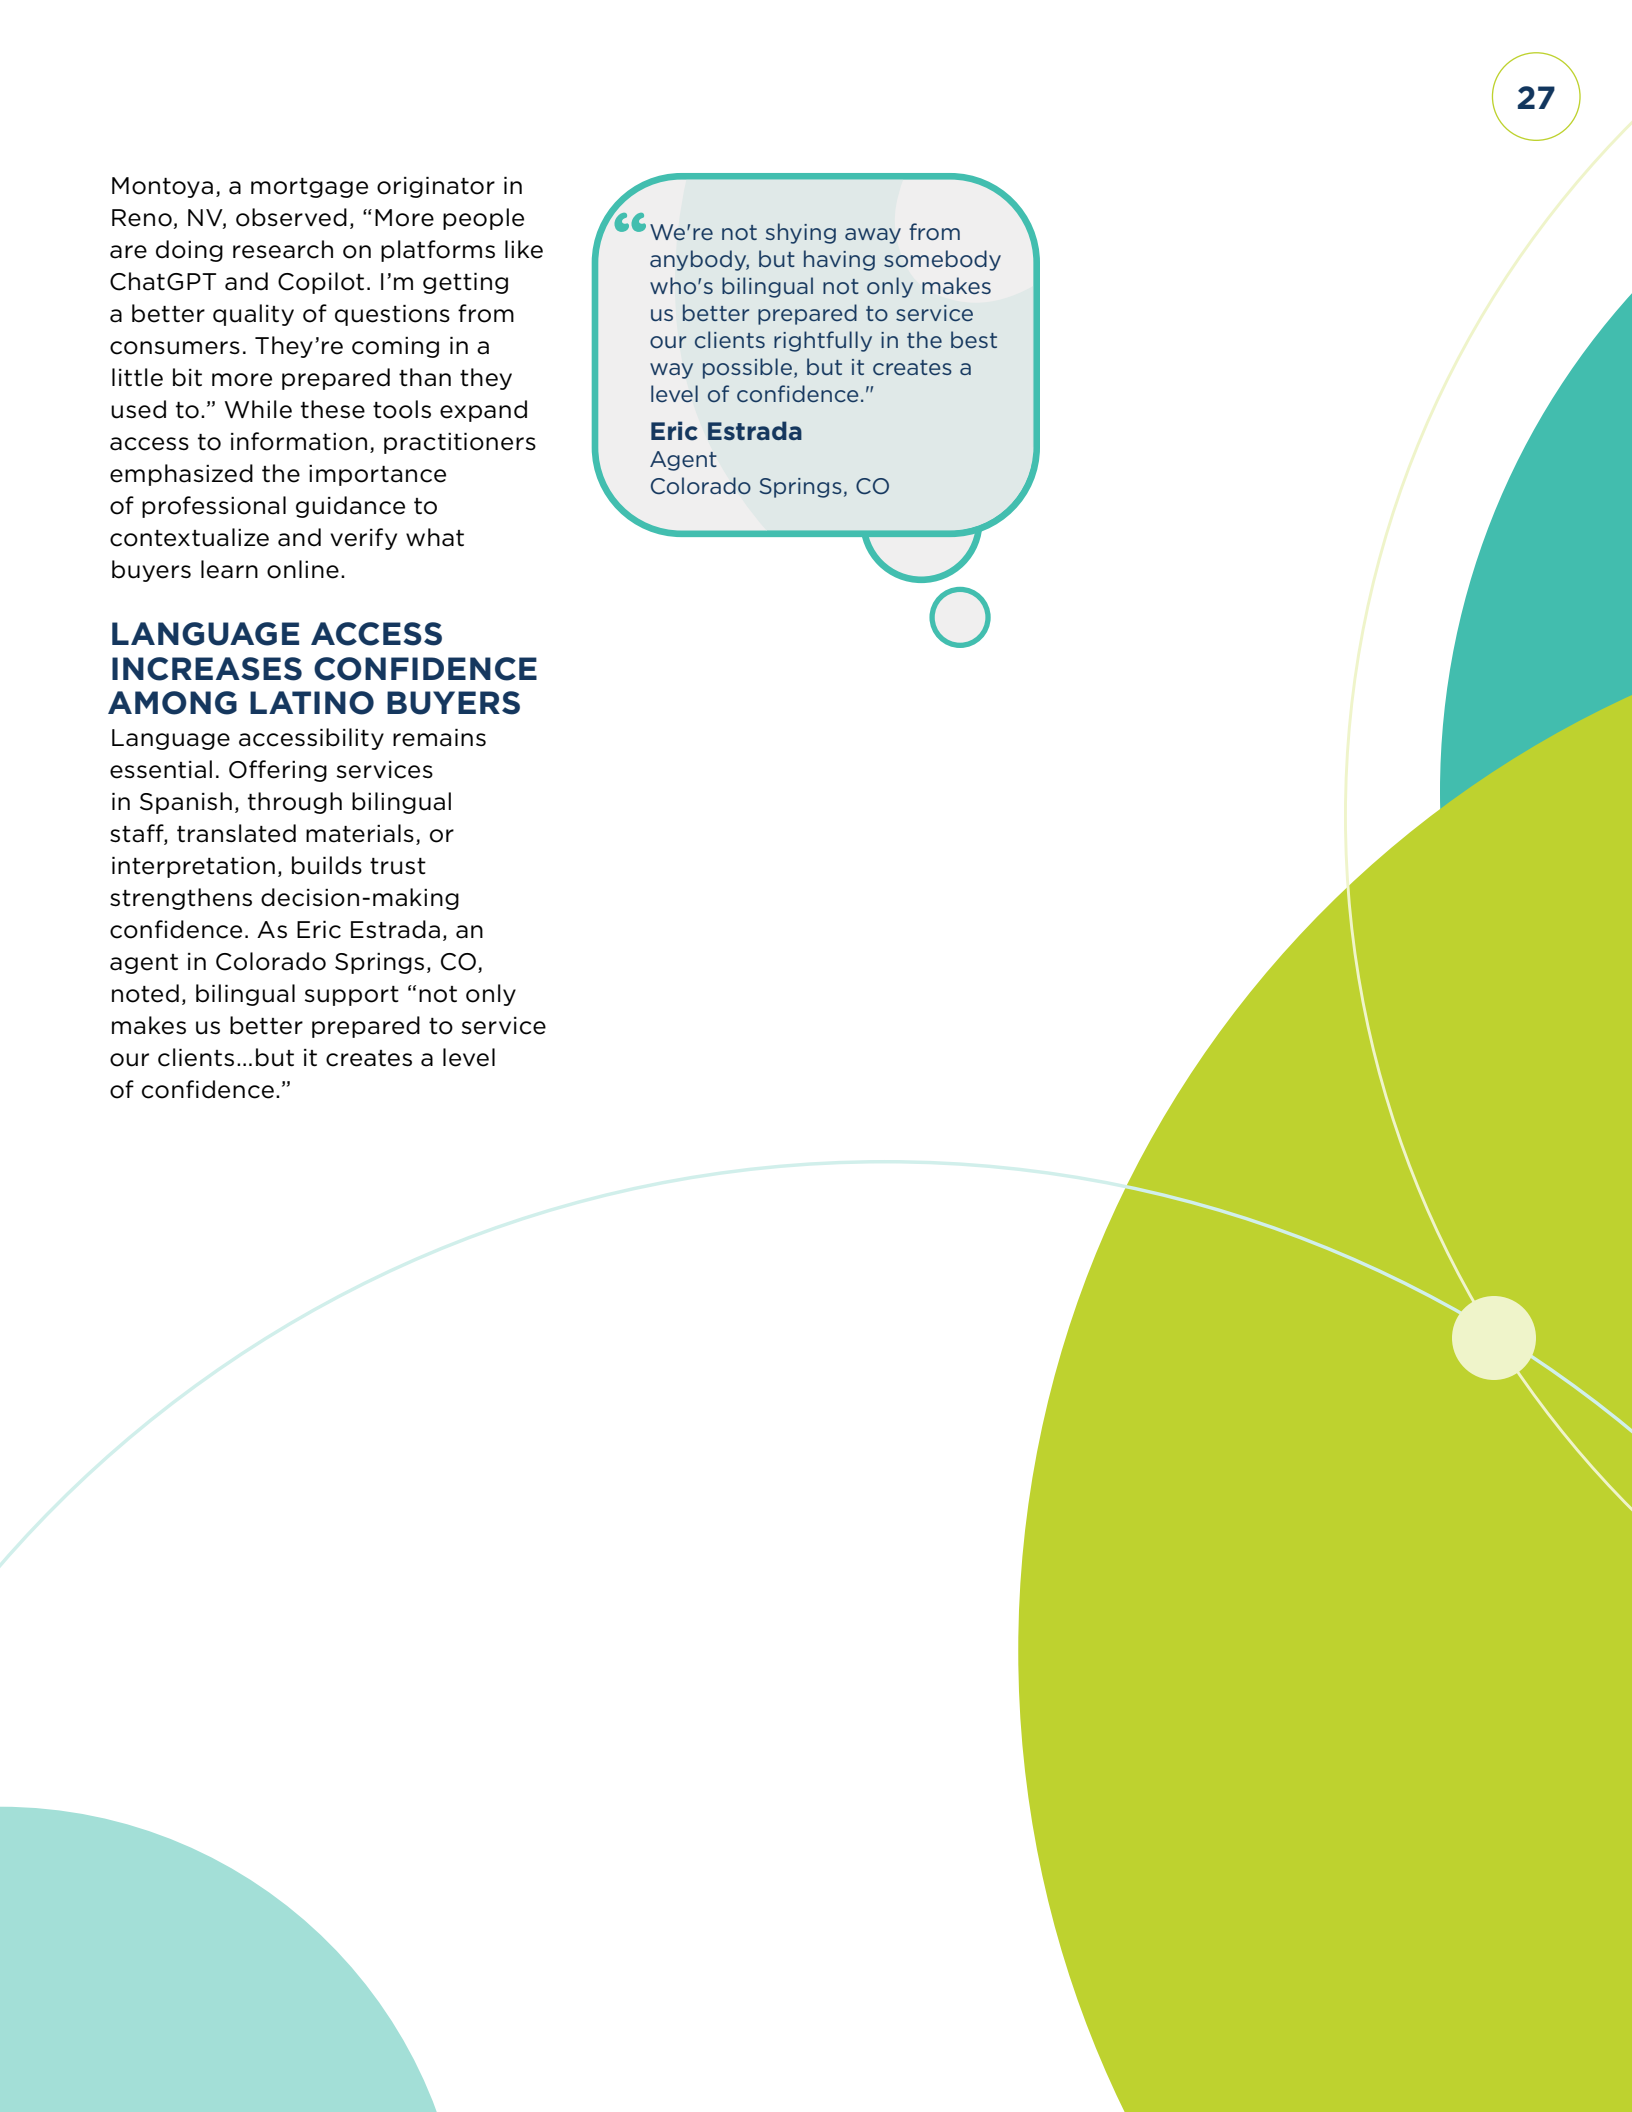 27
Montoya, a mortgage originator in
Reno, NV, observed, “More people
are doing research on platforms like
ChatGPT and Copilot. I’m getting
a better quality of questions from
consumers. They’re coming in a
little bit more prepared than they
used to.” While these tools expand
access to information, practitioners
emphasized the importance
of professional guidance to
contextualize and verify what
buyers learn online.
LANGUAGE ACCESS
INCREASES CONFIDENCE
AMONG LATINO BUYERS
Language accessibility remains
essential. Offering services
in Spanish, through bilingual
staff, translated materials, or
interpretation, builds trust
strengthens decision-making
confidence. As Eric Estrada, an
agent in Colorado Springs, CO,
noted, bilingual support “not only
makes us better prepared to service
our clients...but it creates a level
of confidence.”
“We're not shying away from
anybody, but having somebody
who's bilingual not only makes
us better prepared to service
our clients rightfully in the best
way possible, but it creates a
level of confidence."
Eric Estrada
Agent
Colorado Springs, CO